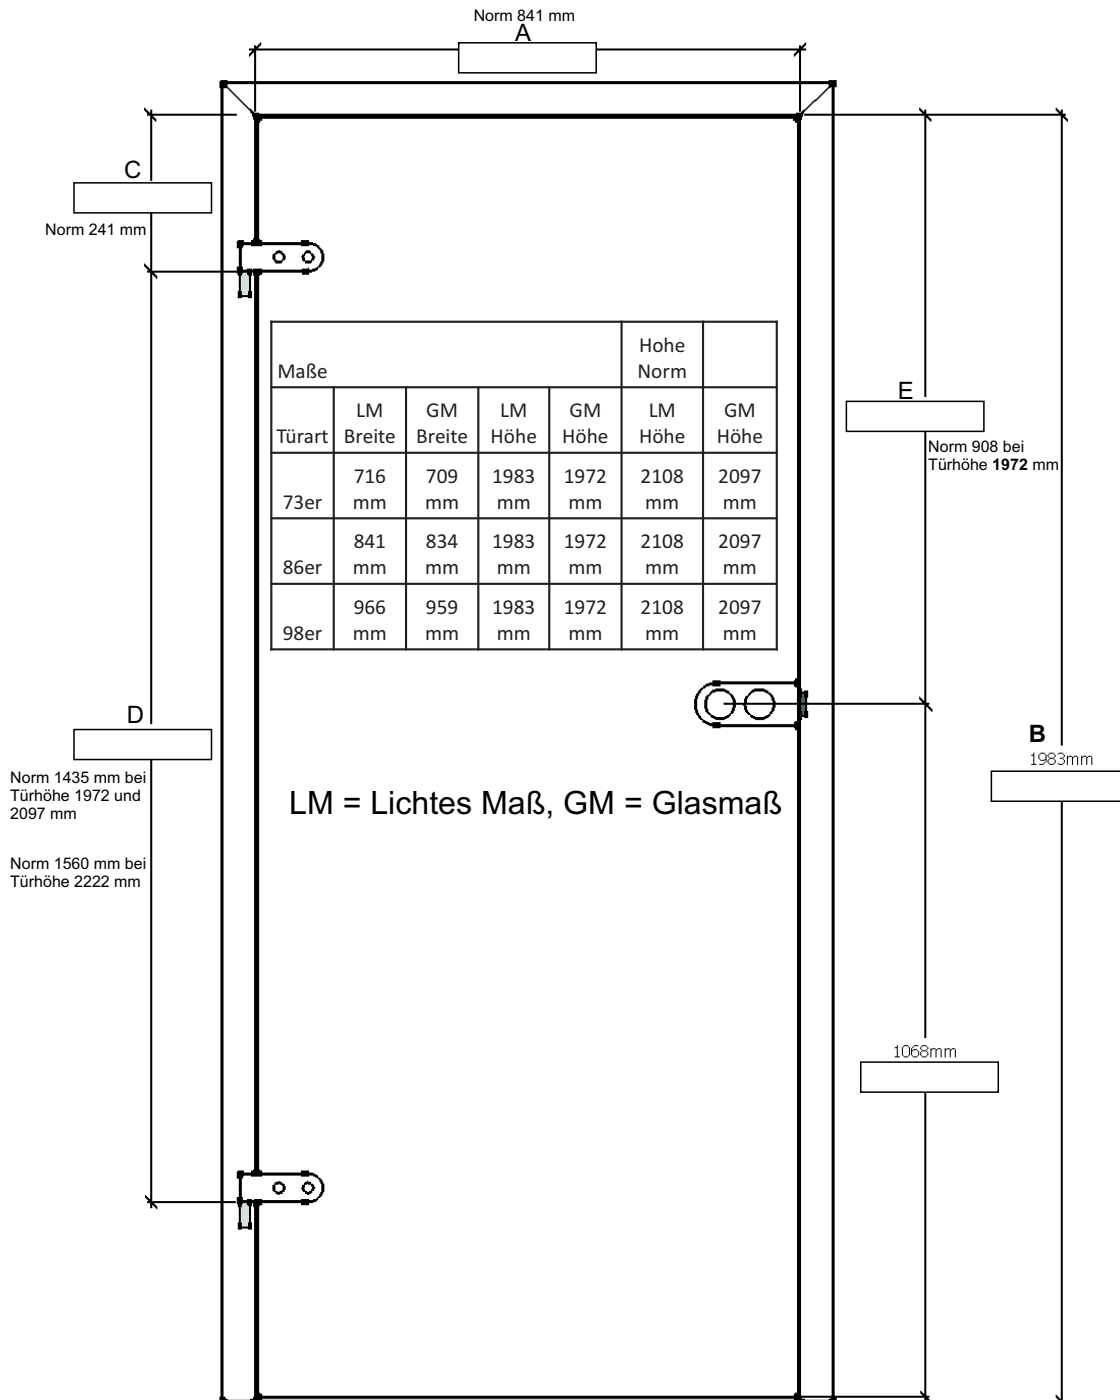 Norm 841 mm
A
C
Norm 241 mm
Maße
Hohe
Norm
Türart
LM
Breite
GM
Breite
LM
Höhe
GM
Höhe
LM
Höhe
GM
Höhe
73er
716
mm
709
mm
1983
mm
1972
mm
2108
mm
2097
mm
86er
841
mm
834
mm
1983
mm
1972
mm
2108
mm
2097
mm
98er
966
mm
959
mm
1983
mm
1972
mm
2108
mm
2097
mm
E
Norm 908 bei
Türhöhe 1972 mm
D
Norm 1435 mm bei
Türhöhe 1972 und
2097 mm
Norm 1560 mm bei
Türhöhe 2222 mm
B
1983mm
LM = Lichtes Maß, GM = Glasmaß
1068mm